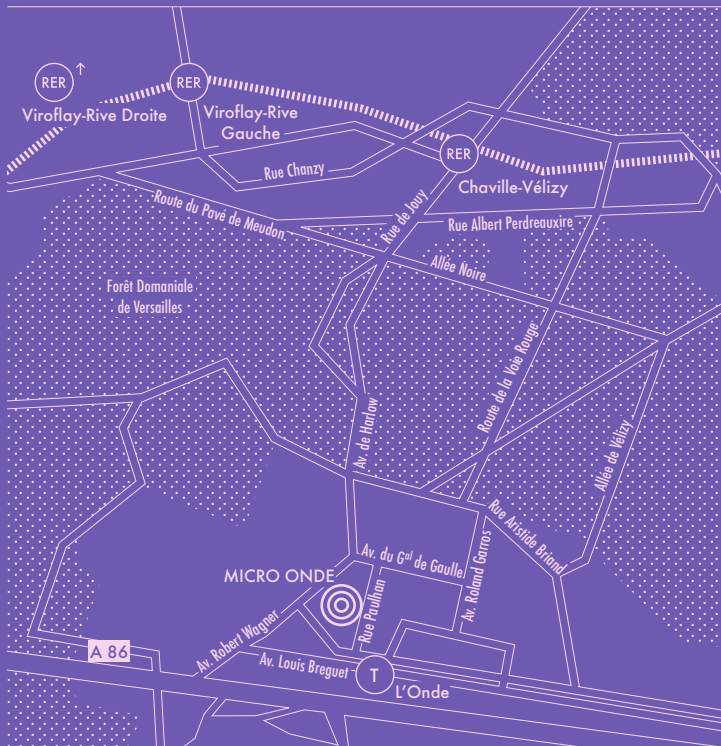 RER ↑
Viroflay-Rive Droite
RER
Viroflay-Rive
Gauche
RER
Chaville-Vélizy
Rue Chanzy
Route du Pavé de Meudon
Rue de Jouy
Rue Albert Perdreauxire
Allée Noire
Forêt Domaniale
de Versailles
Route de la Voie Rouge
Av. de Harlow
Allée de Vélizy
Rue Aristide Briand
Av. du Gal de Gaulle
Av. Roland Garros
MICRO ONDE
Rue Paulhan
Av. Robert Wagner
A 86
Av. Louis Breguet
T
L'Onde